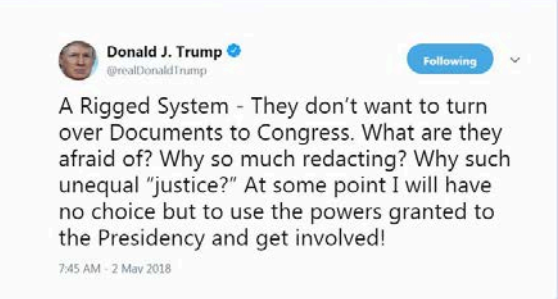 Donald J. Trump
@realDonaldTrump
Following
A Rigged System - They don't want to turn
over Documents to Congress. What are they
afraid of? Why so much redacting? Why such
unequal "justice?" At some point I will have
no choice but to use the powers granted to
the Presidency and get involved!
7:45 AM - 2 May 2018